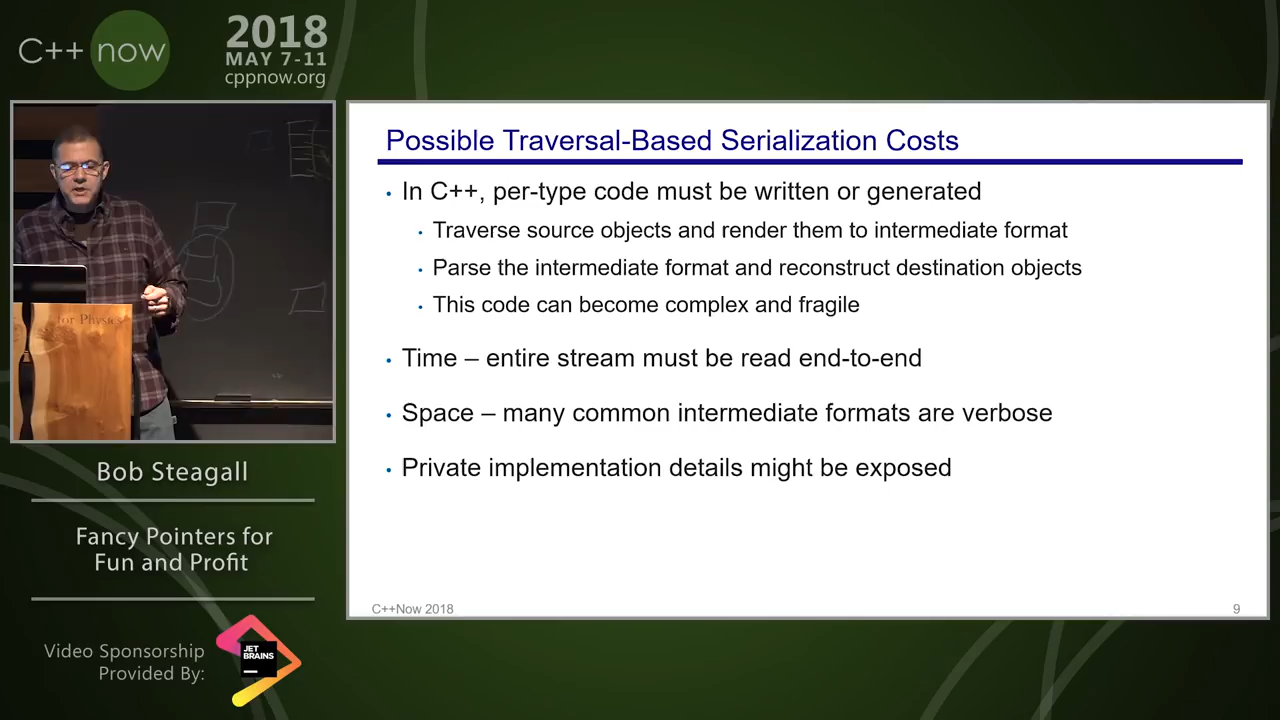 C++ now
2018
MAY 7-11
cppnow.org
for Physics
Bob Steagall
Fancy Pointers for
Fun and Profit
Video Sponsorship
Provided By:
JET
BRAINS
Possible Traversal-Based Serialization Costs
• In C++, per-type code must be written or generated
• Traverse source objects and render them to intermediate format
• Parse the intermediate format and reconstruct destination objects
• This code can become complex and fragile
• Time – entire stream must be read end-to-end
• Space – many common intermediate formats are verbose
• Private implementation details might be exposed
C++Now 2018
9